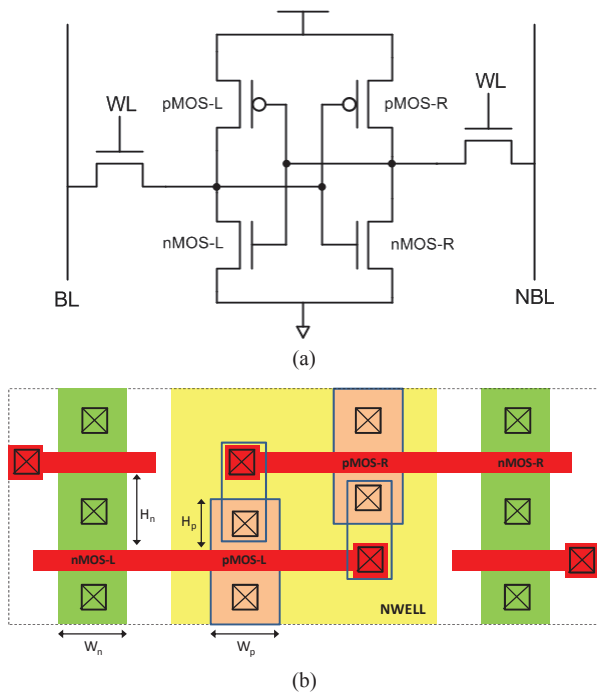 WL
pMOS-L
pMOS-R
WL
nMOS-L
nMOS-R
BL
NBL
(a)
pMOS-R
nMOS-R
Hn
Hp
nMOS-L
pMOS-L
NWELL
Wn
Wp
(b)